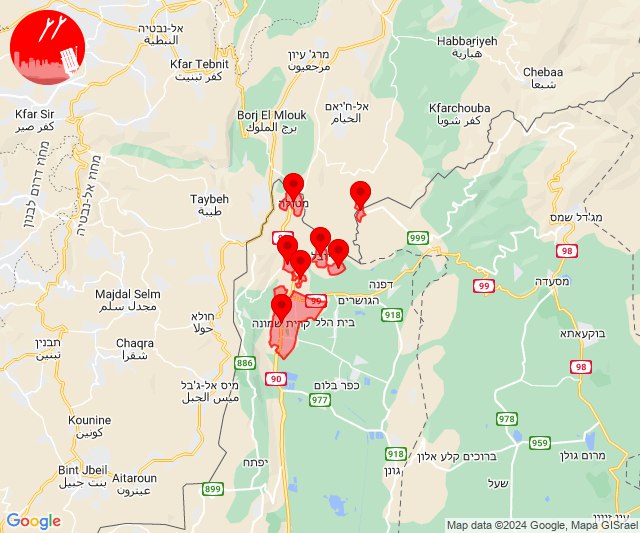 אל-נבטיה
النبطية
Kfar Tebnit
كفر تبنيت
מרג' עיון
مرجعيون
Habbariyeh
هبارية
Chebaa
شبعا
Kfar Sir
كفر صير
Borj El Mlouk
برج الملوك
אל-ח'יאם
الخيام
Kfarchouba
كفر شوبا
מחוז דרום לבנון
מחוז אל-נבטיה
Taybeh
طيبة
מטולה
מג'דל שמס
999
98
דפנה
99
מסעדה
Majdal Selm
مجدل سلم
חולא
حولا
99
הגושרים
918
קרית שמונה
בית הלל
בוקעאתא
תבנין
تبنين
Chaqra
شقرا
886
98
מיס אל-ג'בל
ميس الجبل
90
כפר בלום
977
978
Kounine
كونين
918
959
Bint Jbeil
بنت جبيل
Aitaroun
عيترون
יפתח
גונן
מרום גולן
ברוכים קלע אלון
899
שעל
Google
Map data ©2024 Google, Mapa GISrael